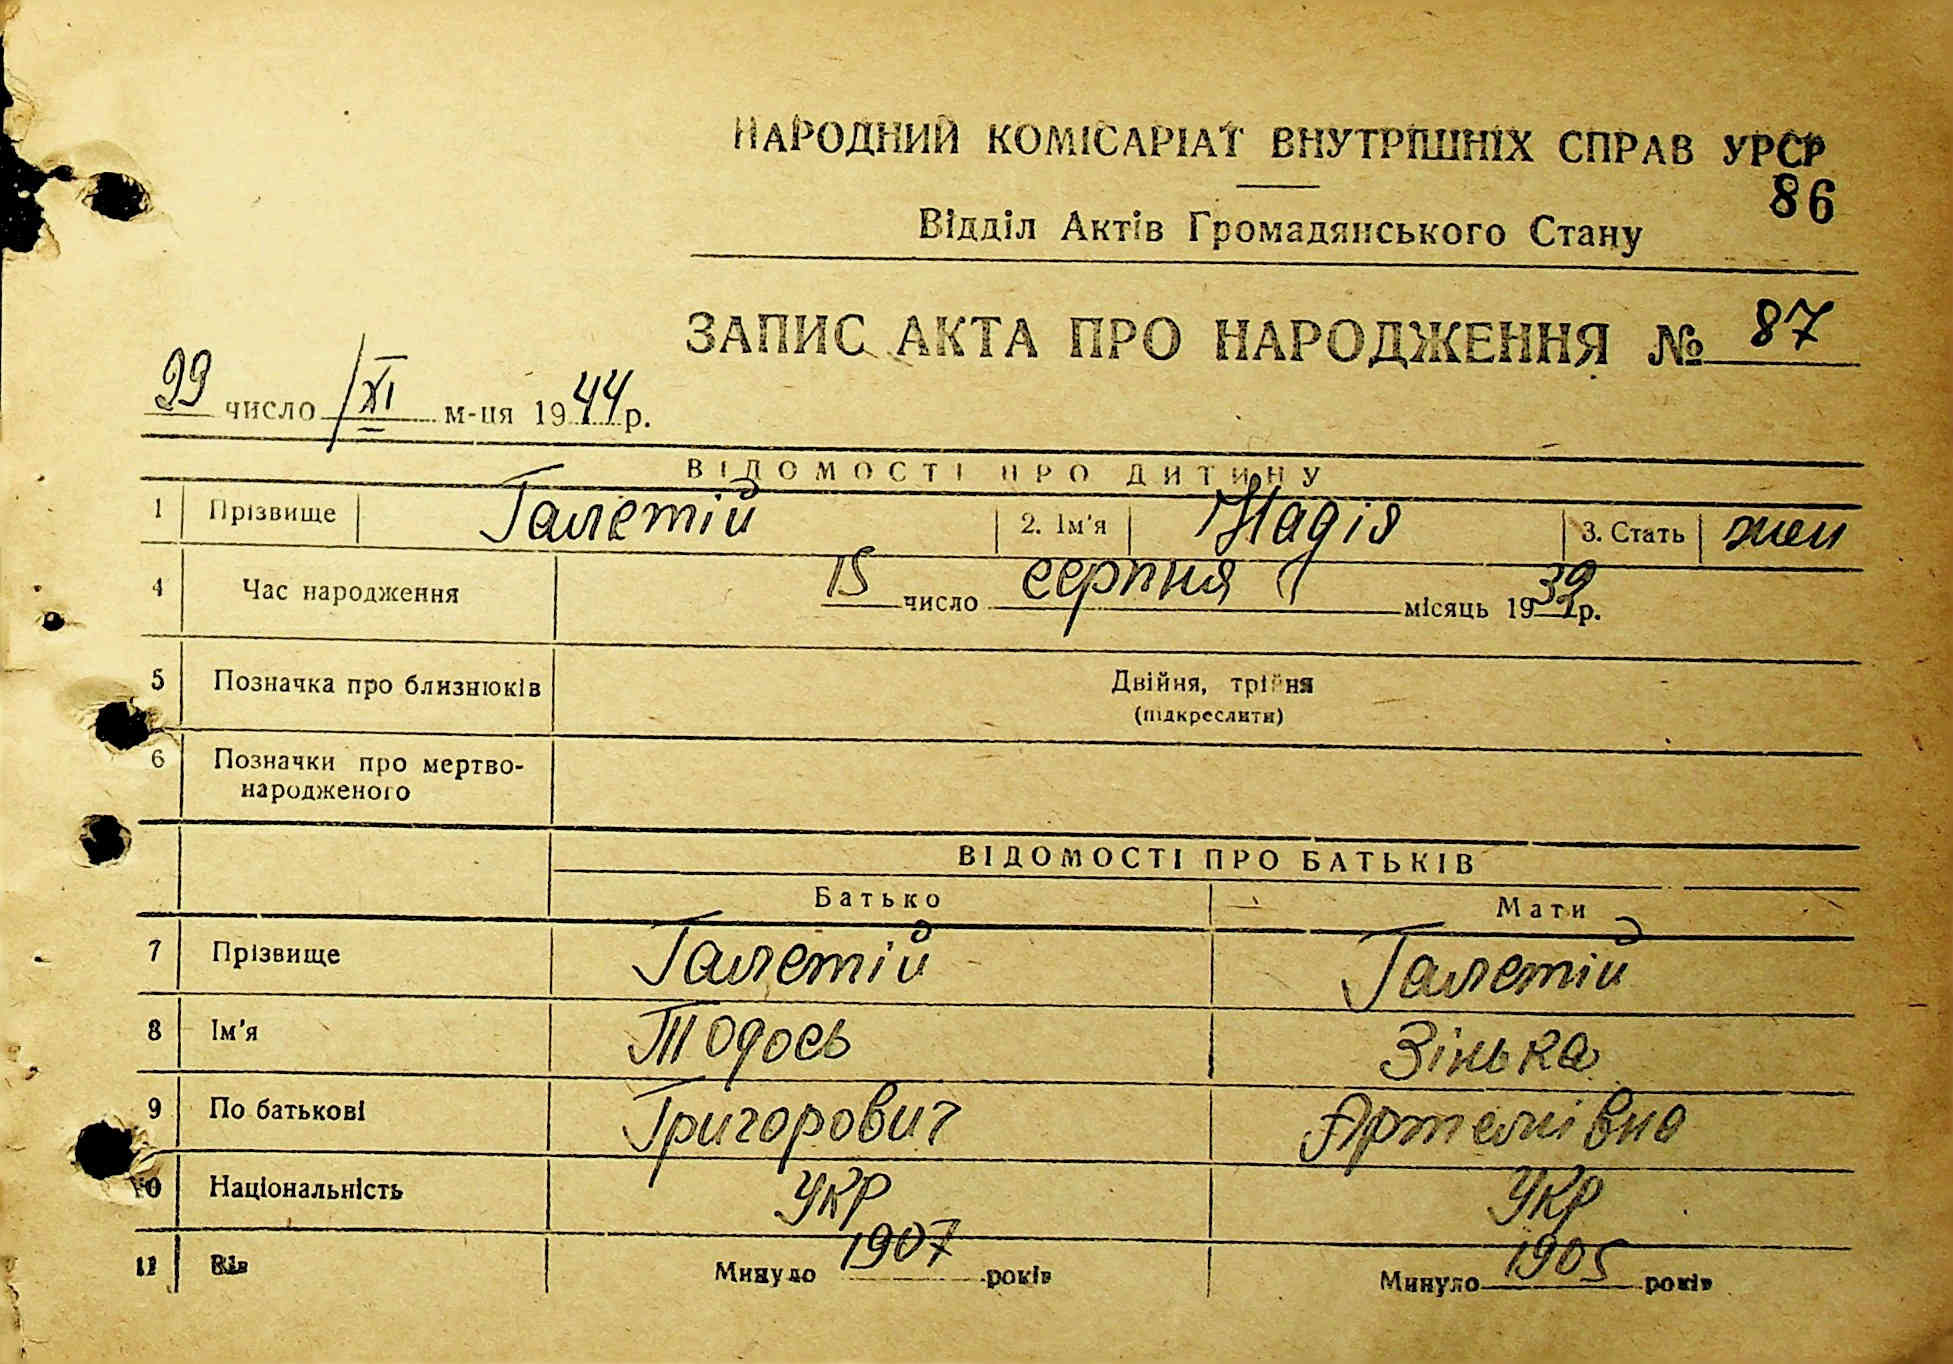 НАРОДНИЙ КОМІСАРІАТ ВНУТРІШНІХ СПРАВ УРСР
86
Відділ Актів Громадянського Стану
ЗАПИС АКТА ПРО НАРОДЖЕННЯ № 87
29 число /XI м-ця 1944 р.
ВІДОМОСТІ ПРО ДИТИНУ
1 Прізвище Галетій 2. Ім'я Надія 3. Стать жен
4 Час народження 15 число серпня місяць 1939 р.
5 Позначка про близнюків Двійня, трійня
(підкреслити)
6 Позначки про мертво-
народженого
ВІДОМОСТІ ПРО БАТЬКІВ
Батько Мати
7 Прізвище Галетій Галетій
8 Ім'я Тодось Зінька
9 По батькові Григорович Артемівна
10 Національність УКР УКР
11 Вік Минуло 1907 років Минуло 1905 років